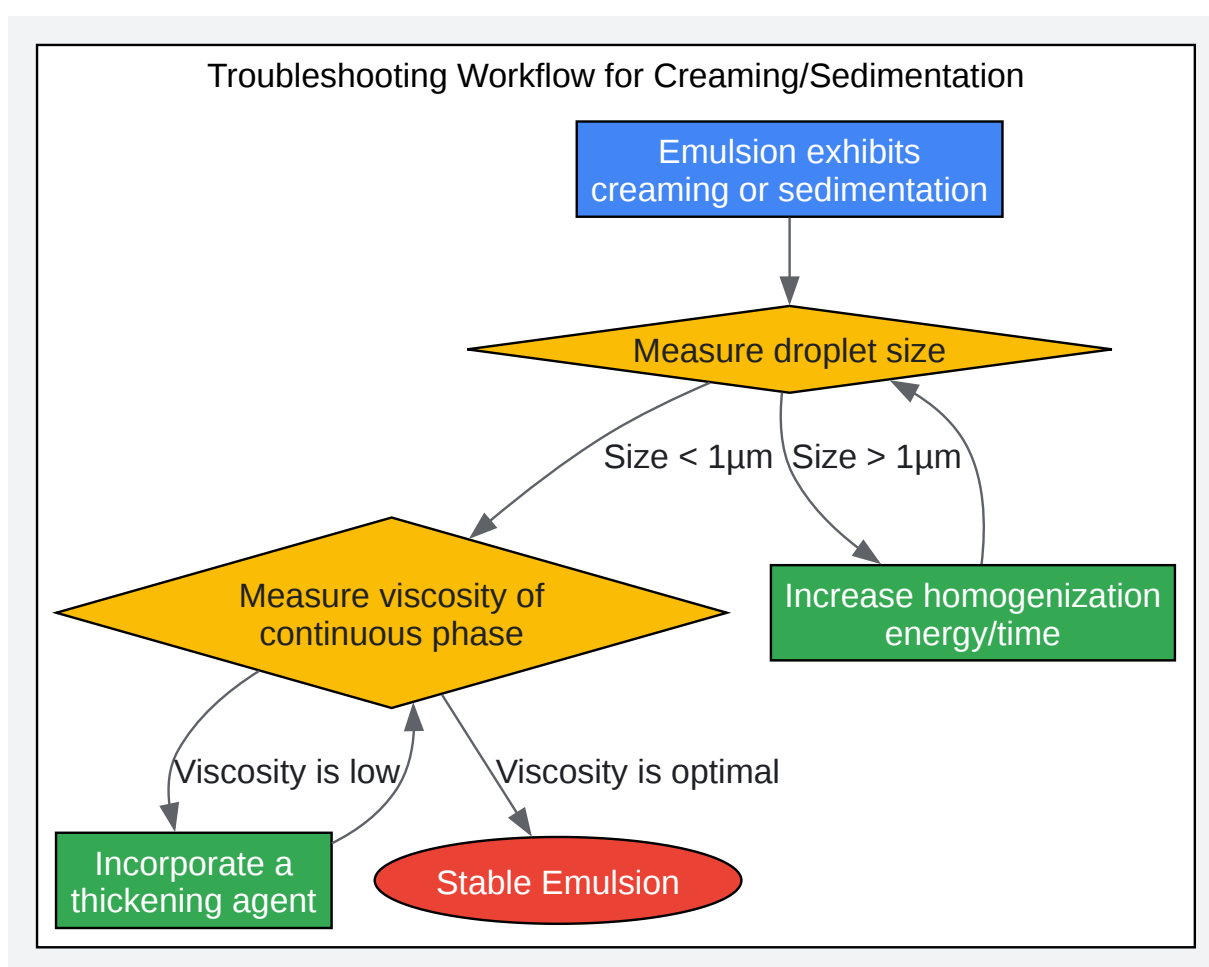 Troubleshooting Workflow for Creaming/Sedimentation
Emulsion exhibits
creaming or sedimentation
Measure droplet size
Size < 1µm
Size > 1µm
Measure viscosity of
continuous phase
Increase homogenization
energy/time
Viscosity is low
Viscosity is optimal
Incorporate a
thickening agent
Stable Emulsion